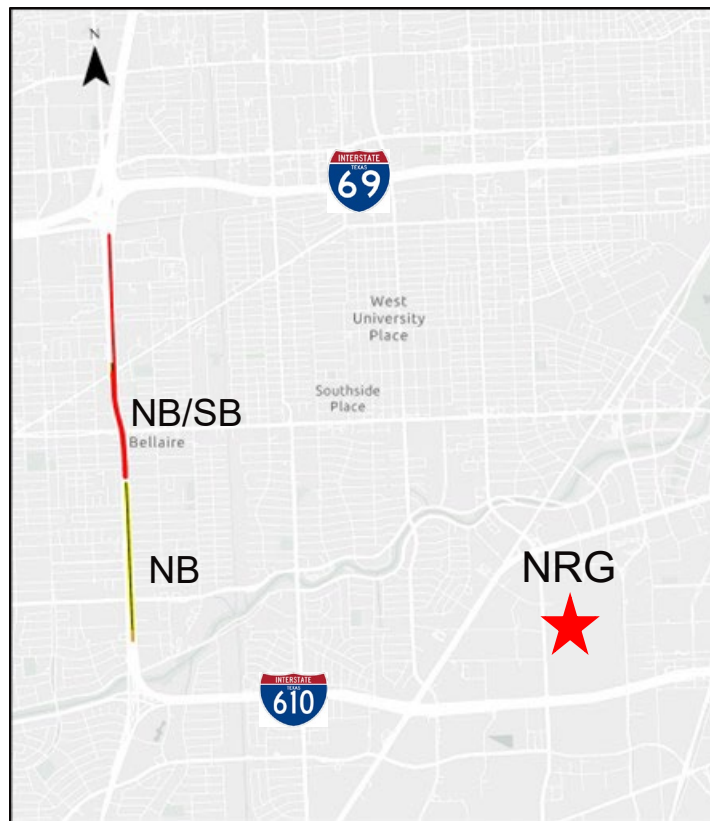 N
INTERSTATE
TEXAS
69
West
University
Place
Southside
Place
NB/SB
Bellaire
NB
NRG
INTERSTATE
TEXAS
610